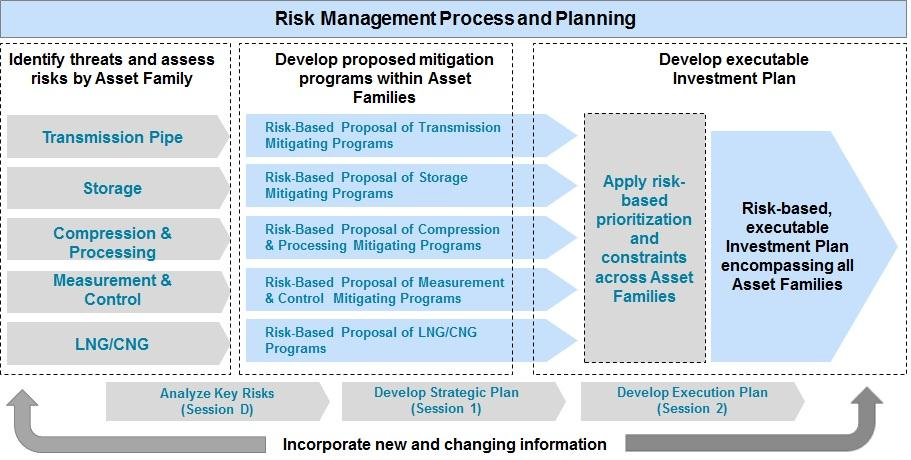 Risk Management Process and Planning
Identify threats and assess
risks by Asset Family
Develop proposed mitigation
programs within Asset
Families
Develop executable
Investment Plan
Transmission Pipe
Storage
Compression &
Processing
Measurement &
Control
LNG/CNG
Risk-Based Proposal of Transmission
Mitigating Programs
Risk-Based Proposal of Storage
Mitigating Programs
Risk-Based Proposal of Compression
& Processing Mitigating Programs
Risk-Based Proposal of Measurement
& Control Mitigating Programs
Risk-Based Proposal of LNG/CNG
Programs
Apply risk-
based
prioritization
and
constraints
across Asset
Families
Risk-based,
executable
Investment Plan
encompassing all
Asset Families
Analyze Key Risks
(Session D)
Develop Strategic Plan
(Session 1)
Develop Execution Plan
(Session 2)
Incorporate new and changing information